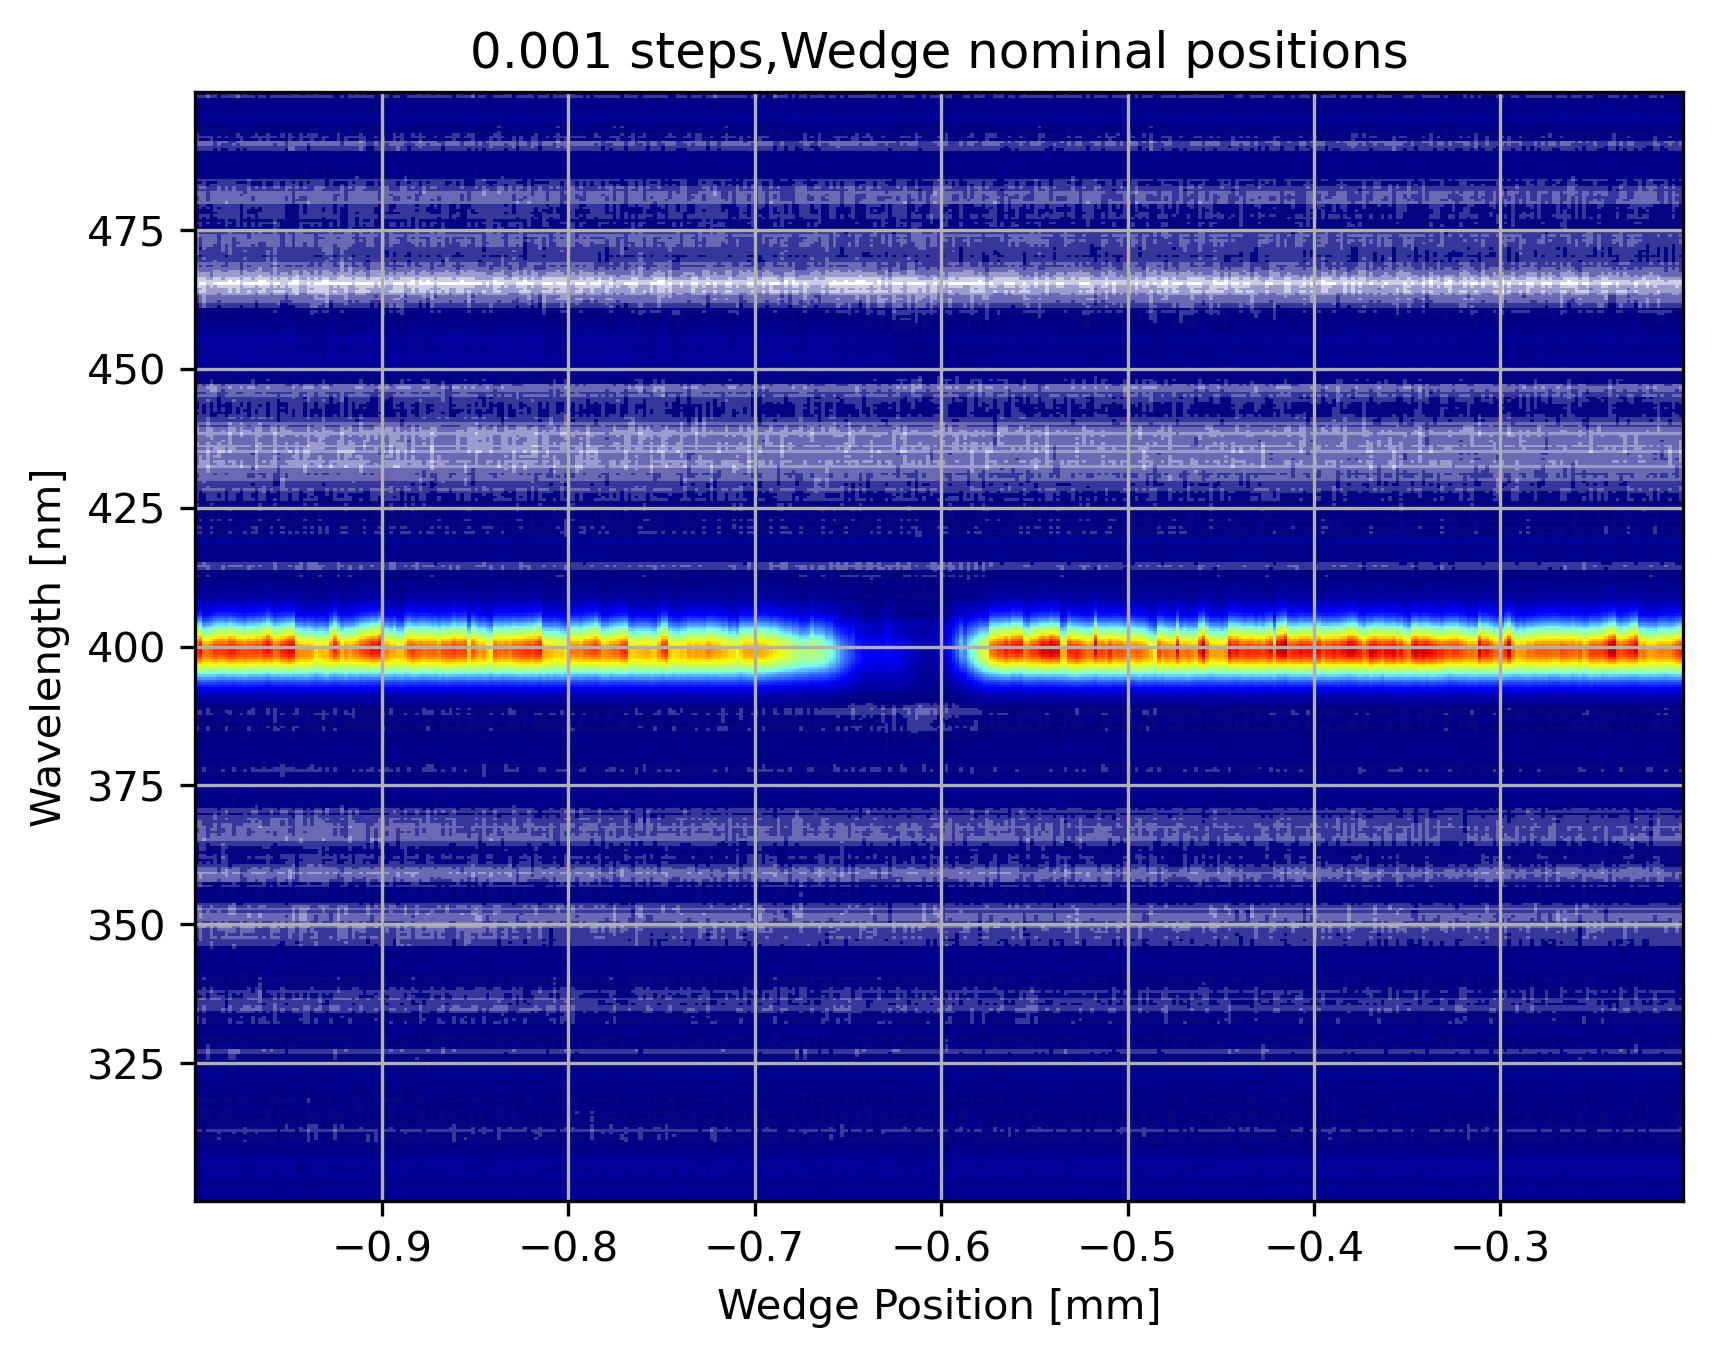 0.001 steps,Wedge nominal positions
Wavelength [nm]
475
450
425
400
375
350
325
−0.9 −0.8 −0.7 −0.6 −0.5 −0.4 −0.3
Wedge Position [mm]